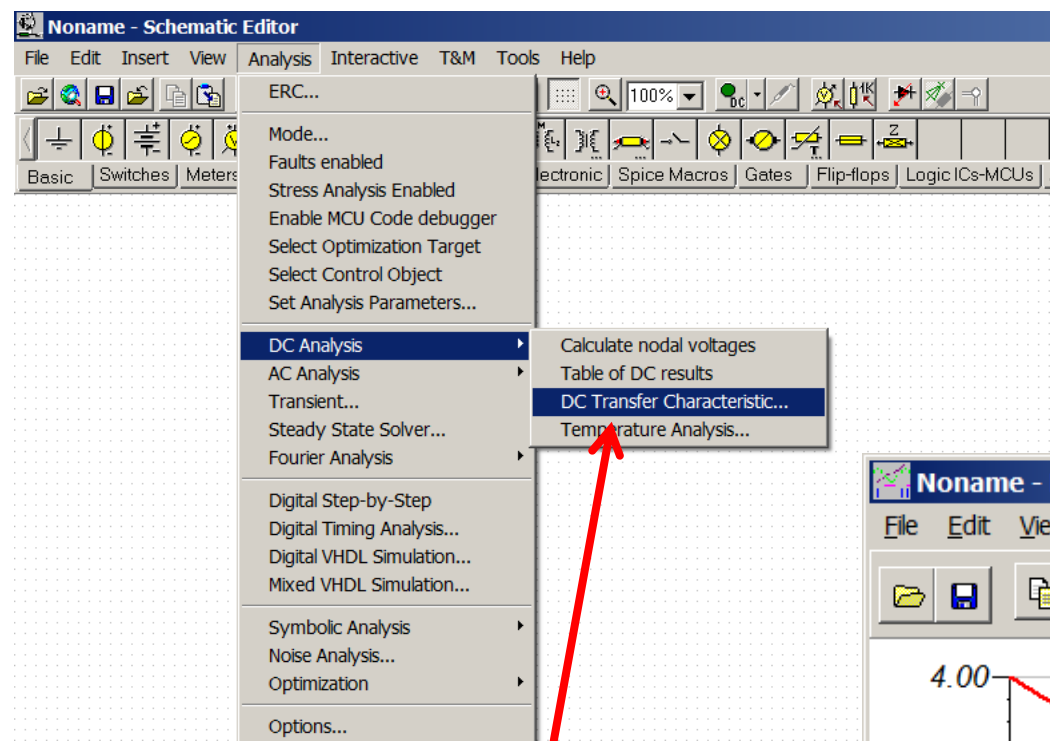 Noname - Schematic Editor
File Edit Insert View Analysis Interactive T&M Tools Help
100%
DC
1K
M
Z
T
Basic Switches Meters lectronic Spice Macros Gates Flip-flops Logic ICs-MCUs
ERC...
Mode...
Faults enabled
Stress Analysis Enabled
Enable MCU Code debugger
Select Optimization Target
Select Control Object
Set Analysis Parameters...
DC Analysis
AC Analysis
Transient...
Steady State Solver...
Fourier Analysis
Digital Step-by-Step
Digital Timing Analysis...
Digital VHDL Simulation...
Mixed VHDL Simulation...
Symbolic Analysis
Noise Analysis...
Optimization
Options...
Calculate nodal voltages
Table of DC results
DC Transfer Characteristic...
Temperature Analysis...
Noname -
File Edit Vie
4.00